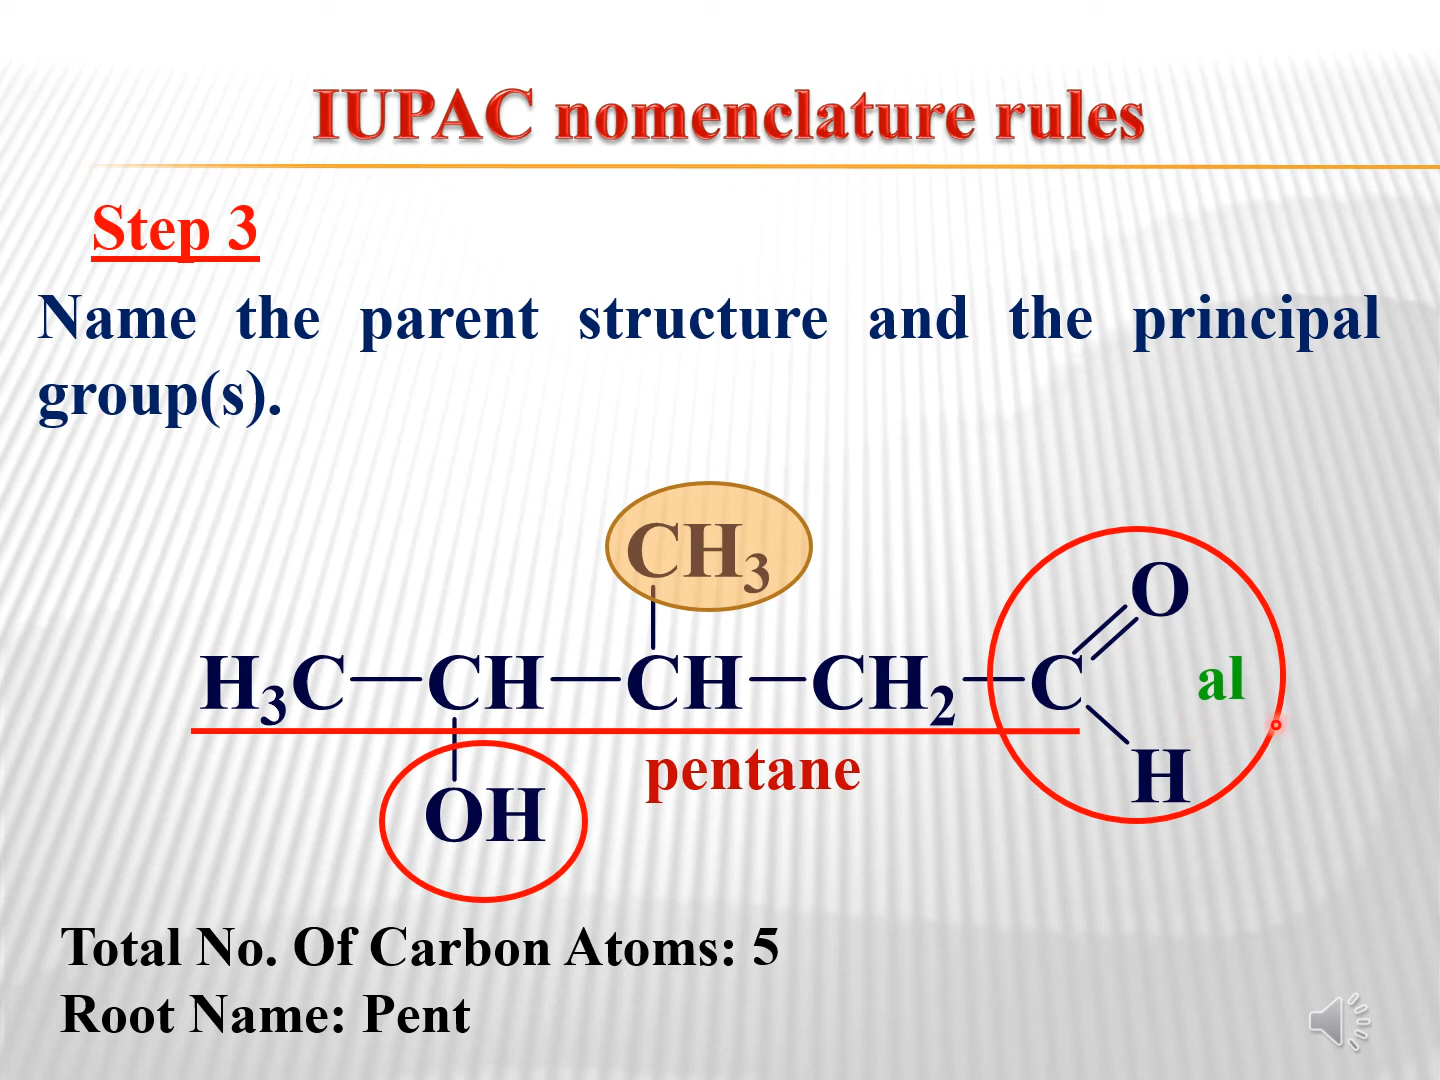 IUPAC nomenclature rules
Step 3
Name the parent structure and the principal
group(s).
CH₃
O
H₃C—CH—CH—CH₂—C
al
pentane
H
OH
Total No. Of Carbon Atoms: 5
Root Name: Pent